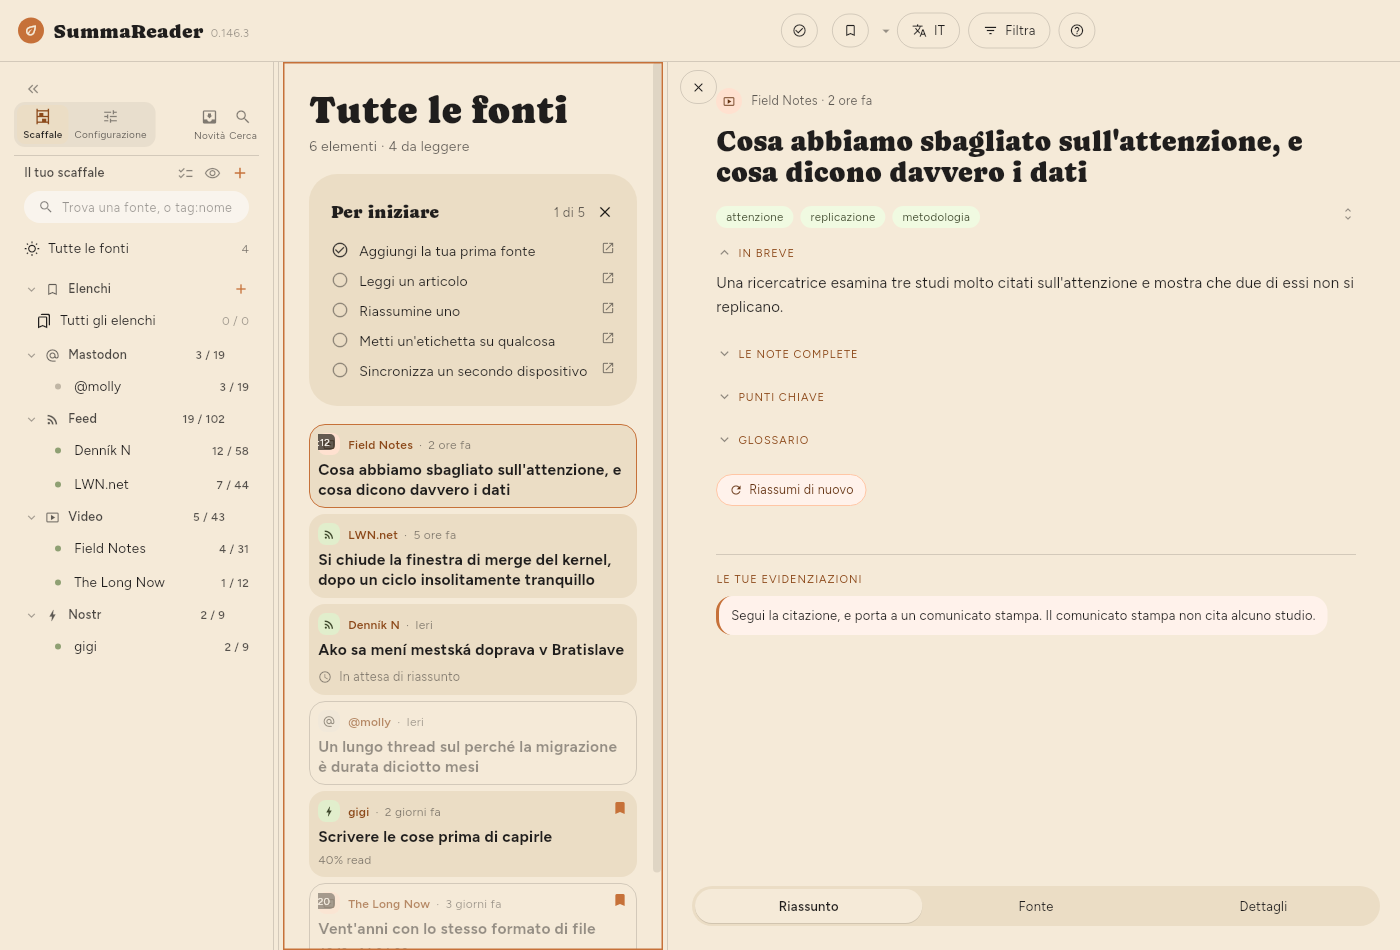 SummaReader 0.146.3
IT
Filtra
Scaffale
Configurazione
Novità
Cerca
Il tuo scaffale
Trova una fonte, o tag:nome
Tutte le fonti 4
Elenchi
Tutti gli elenchi 0 / 0
Mastodon 3 / 19
@molly 3 / 19
Feed 19 / 102
Denník N 12 / 58
LWN.net 7 / 44
Video 5 / 43
Field Notes 4 / 31
The Long Now 1 / 12
Nostr 2 / 9
gigi 2 / 9
Tutte le fonti
6 elementi · 4 da leggere
Per iniziare 1 di 5
Aggiungi la tua prima fonte
Leggi un articolo
Riassumine uno
Metti un'etichetta su qualcosa
Sincronizza un secondo dispositivo
:12
Field Notes · 2 ore fa
Cosa abbiamo sbagliato sull'attenzione, e
cosa dicono davvero i dati
LWN.net · 5 ore fa
Si chiude la finestra di merge del kernel,
dopo un ciclo insolitamente tranquillo
Denník N · Ieri
Ako sa mení mestská doprava v Bratislave
In attesa di riassunto
@molly · Ieri
Un lungo thread sul perché la migrazione
è durata diciotto mesi
gigi · 2 giorni fa
Scrivere le cose prima di capirle
40% read
20
The Long Now · 3 giorni fa
Vent'anni con lo stesso formato di file
Field Notes · 2 ore fa
Cosa abbiamo sbagliato sull'attenzione, e
cosa dicono davvero i dati
attenzione
replicazione
metodologia
IN BREVE
Una ricercatrice esamina tre studi molto citati sull'attenzione e mostra che due di essi non si
replicano.
LE NOTE COMPLETE
PUNTI CHIAVE
GLOSSARIO
Riassumi di nuovo
LE TUE EVIDENZIAZIONI
Segui la citazione, e porta a un comunicato stampa. Il comunicato stampa non cita alcuno studio.
Riassunto
Fonte
Dettagli